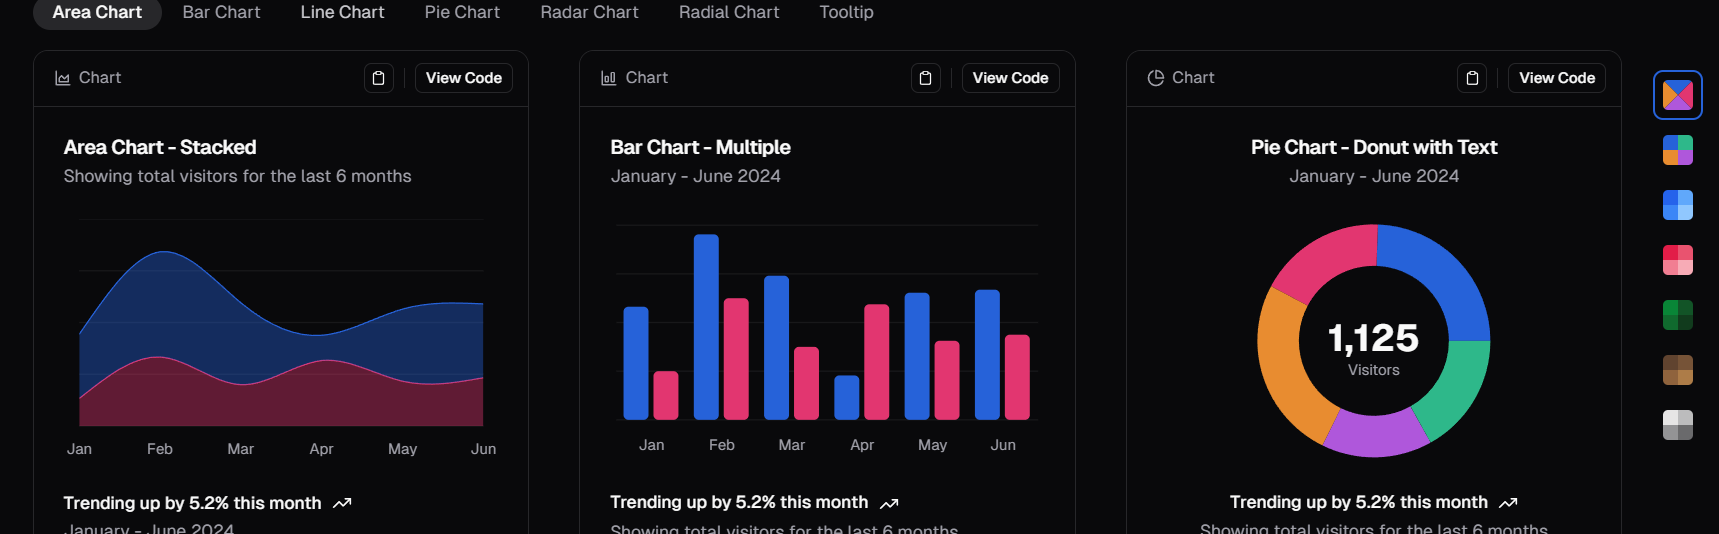 Area Chart
Bar Chart
Line Chart
Pie Chart
Radar Chart
Radial Chart
Tooltip
Chart
View Code
Area Chart - Stacked
Showing total visitors for the last 6 months
Jan Feb Mar Apr May Jun
Trending up by 5.2% this month
January - June 2024
Chart
View Code
Bar Chart - Multiple
January - June 2024
Jan Feb Mar Apr May Jun
Trending up by 5.2% this month
Showing total visitors for the last 6 months
Chart
View Code
Pie Chart - Donut with Text
January - June 2024
1,125
Visitors
Trending up by 5.2% this month
Showing total visitors for the last 6 months